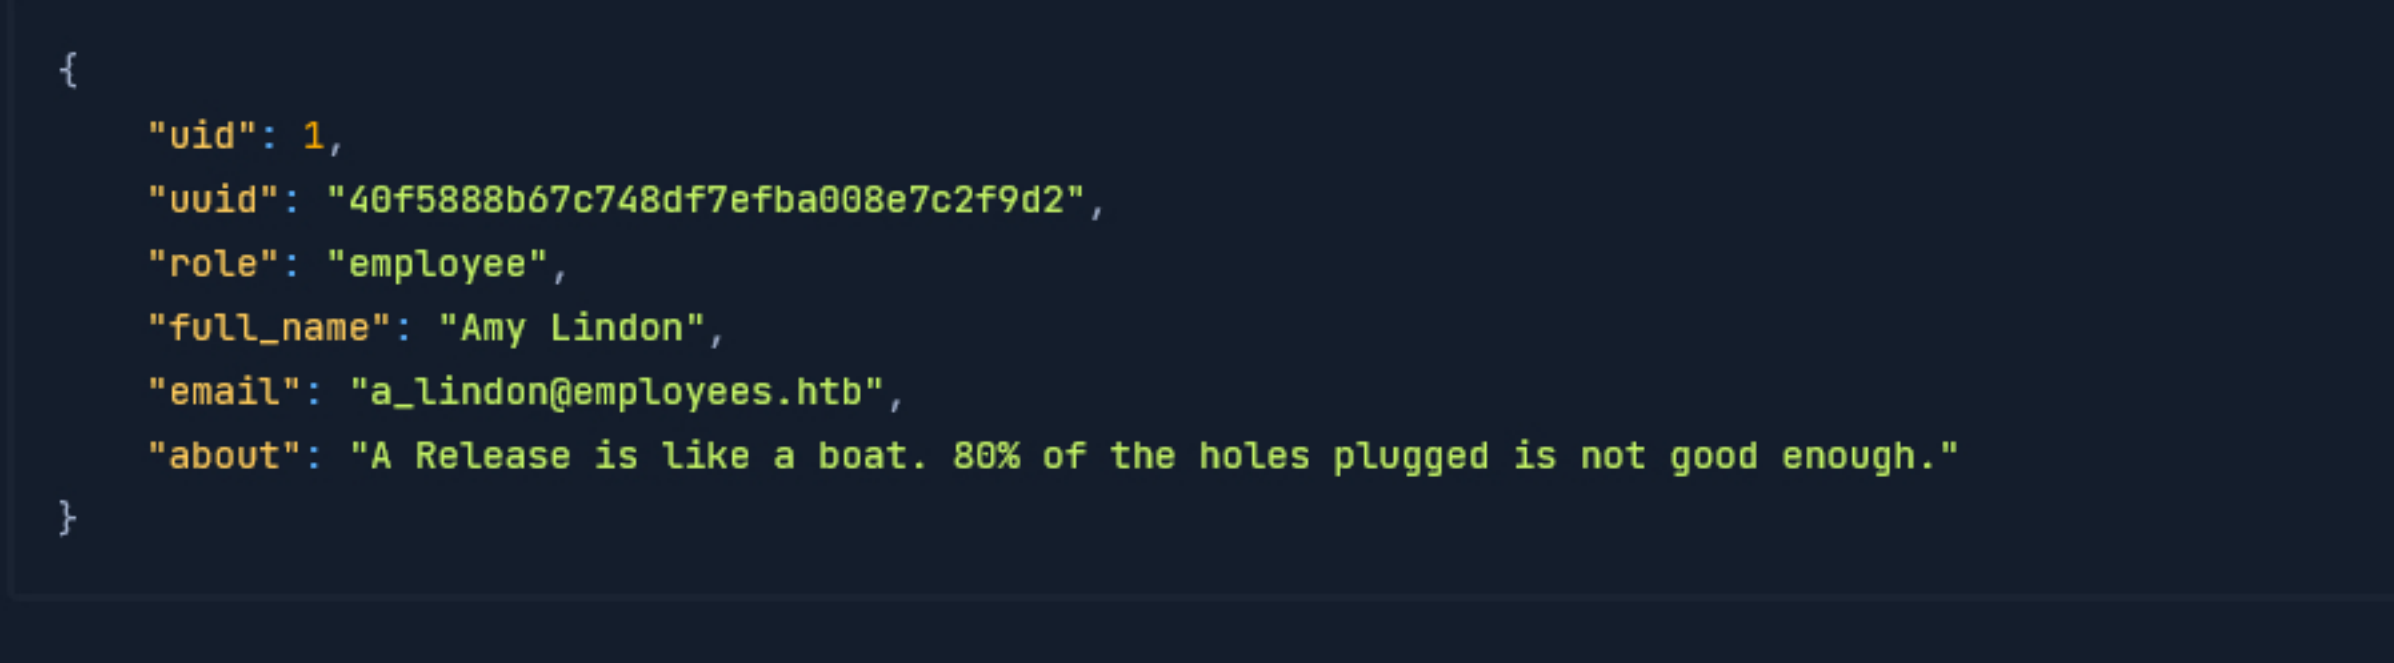 {
    "uid": 1,
    "uuid": "40f5888b67c748df7efba008e7c2f9d2",
    "role": "employee",
    "full_name": "Amy Lindon",
    "email": "a_lindon@employees.htb",
    "about": "A Release is like a boat. 80% of the holes plugged is not good enough."
}